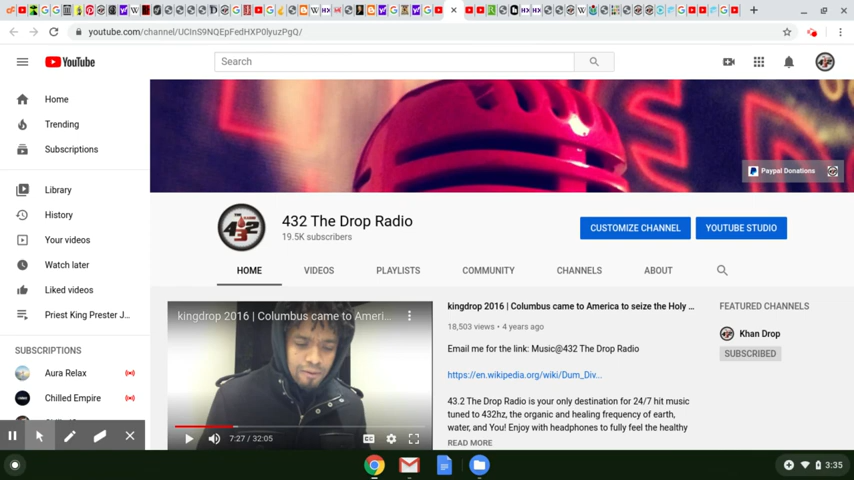 youtube.com/channel/UCInS9NQEpFedHXP0lyuzPgQ/
YouTube
Search
Home
Trending
Subscriptions
Library
History
Your videos
Watch later
Liked videos
Priest King Prester J...
SUBSCRIPTIONS
Aura Relax
Chilled Empire
Paypal Donations
432 The Drop Radio
19.5K subscribers
CUSTOMIZE CHANNEL
YOUTUBE STUDIO
HOME VIDEOS PLAYLISTS COMMUNITY CHANNELS ABOUT
kingdrop 2016 | Columbus came to Ameri...
7:27 / 32:05
kingdrop 2016 | Columbus came to America to seize the Holy ...
18,503 views • 4 years ago
Email me for the link: Music@432 The Drop Radio
https://en.wikipedia.org/wiki/Dum_Div...
43.2 The Drop Radio is your only destination for 24/7 hit music
tuned to 432hz, the organic and healing frequency of earth,
water, and You! Enjoy with headphones to fully feel the healthy
READ MORE
FEATURED CHANNELS
Khan Drop
SUBSCRIBED
3:35